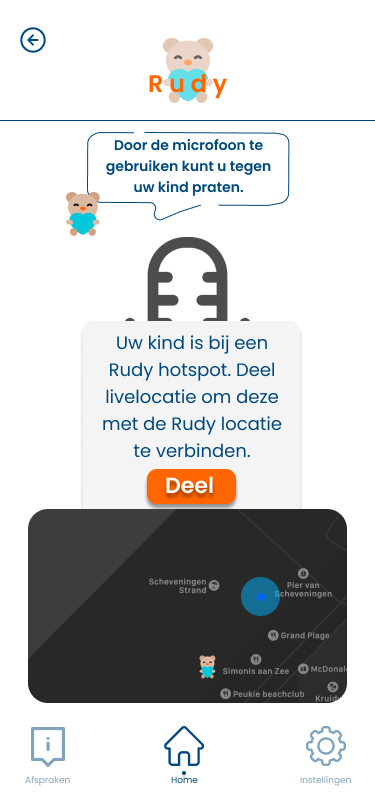 Rudy
Door de microfoon te
gebruiken kunt u tegen
uw kind praten.
Uw kind is bij een
Rudy hotspot. Deel
livelocatie om deze
met de Rudy locatie
te verbinden.
Deel
Scheveningen
Strand
Pier van
Scheveningen
Grand Plage
Simonis aan Zee
McDonal
Peukie beachclub
Kruid
i
Afspraken
Home
Instellingen